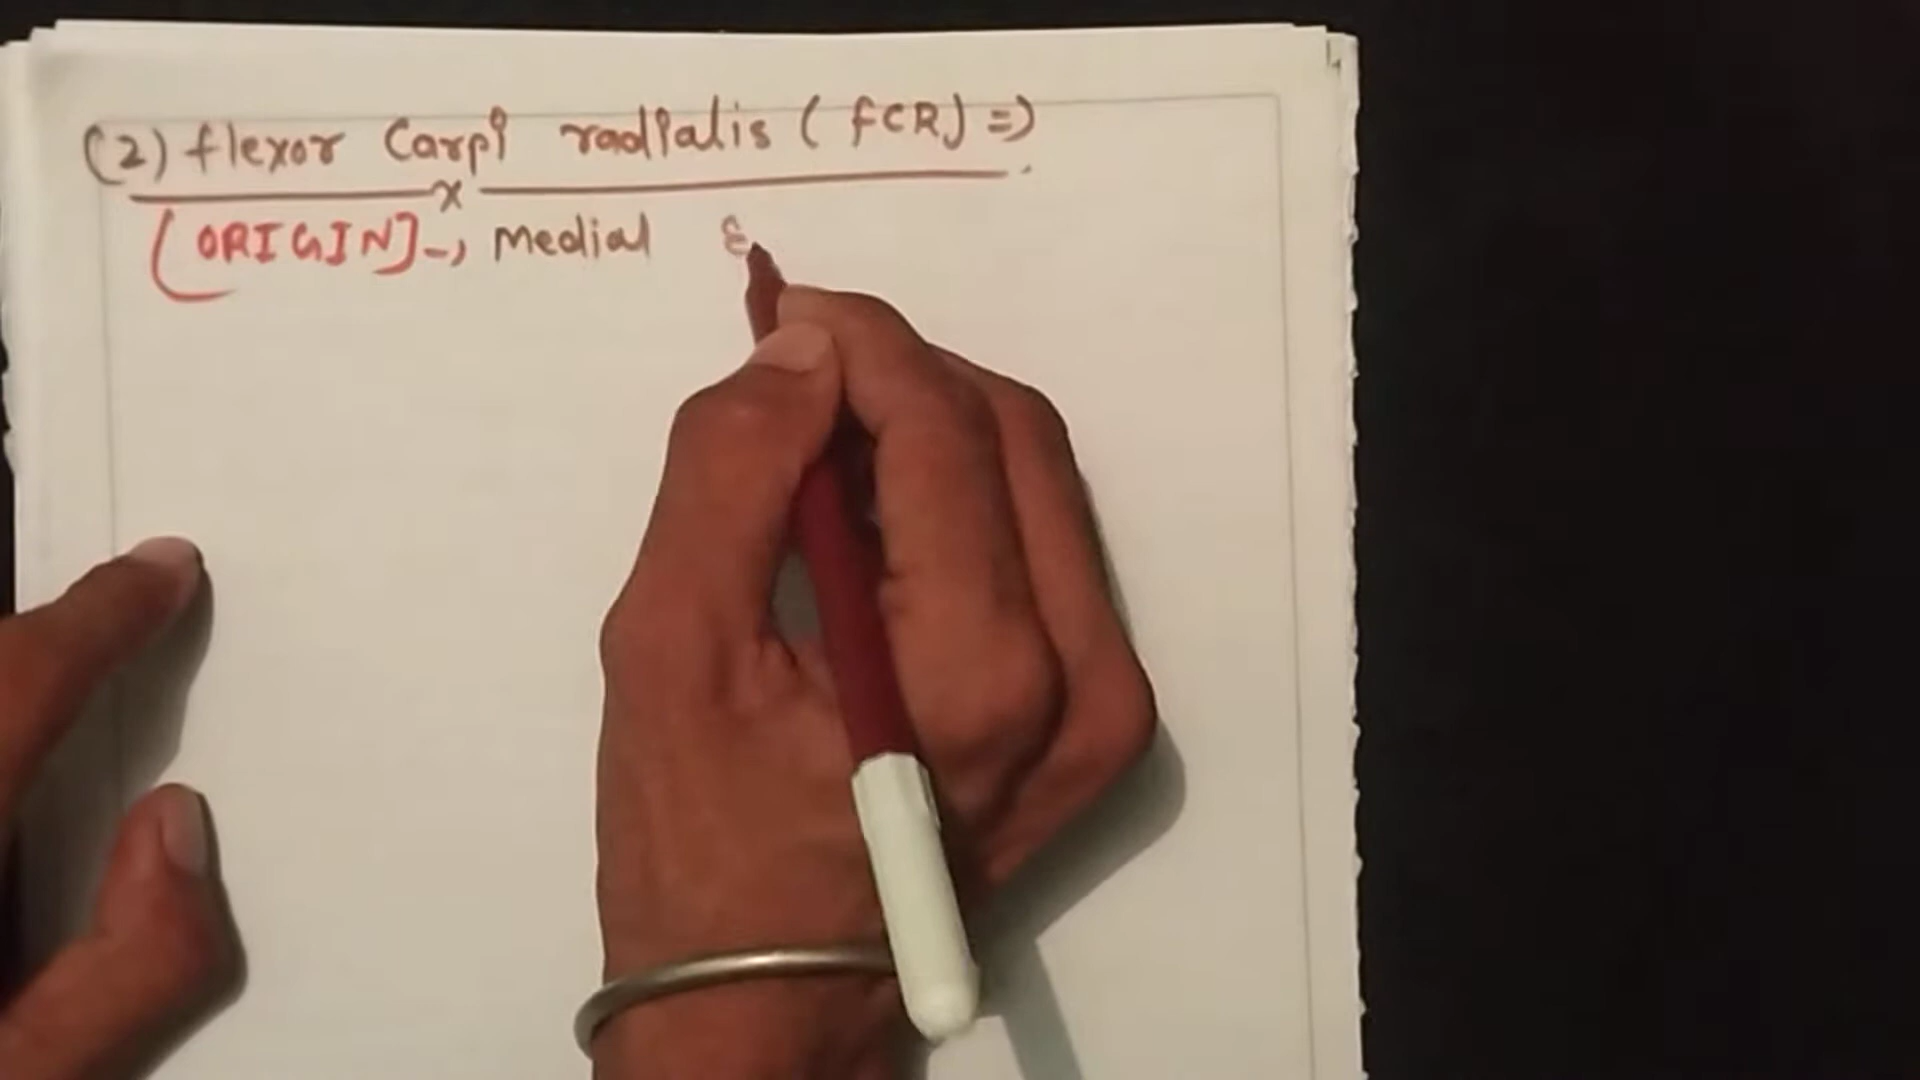 (2) flexor Carpi radialis (fCR) =)
[ORIGIN] -, Medial E